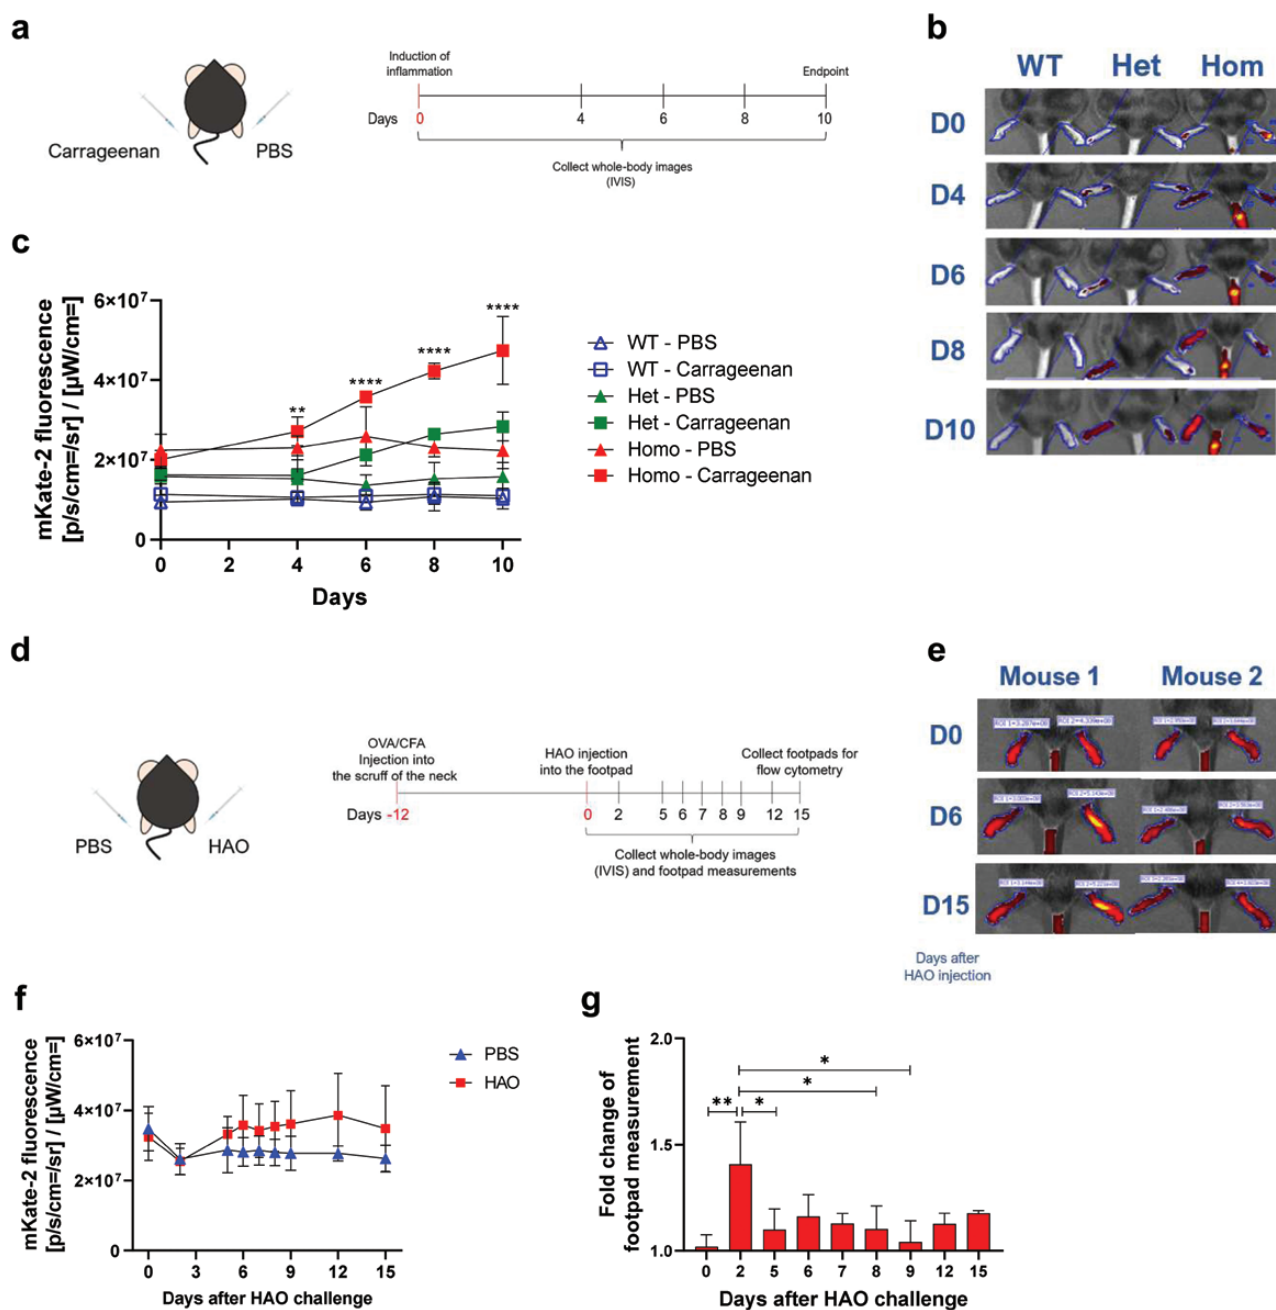 a
Induction of
inflammation
Endpoint
Carrageenan
PBS
Days
0
4
6
8
10
Collect whole-body images
(IVIS)
b
WT
Het
Hom
D0
D4
D6
D8
D10
c
mKate-2 fluorescence
[p/s/cm=/sr] / [µW/cm=]
6×10⁷
4×10⁷
2×10⁷
0
**
****
****
****
0 2 4 6 8 10
Days
WT - PBS
WT - Carrageenan
Het - PBS
Het - Carrageenan
Homo - PBS
Homo - Carrageenan
d
PBS
HAO
OVA/CFA
Injection into
the scruff of the neck
HAO injection
into the footpad
Collect footpads for
flow cytometry
Days -12
0 2 5 6 7 8 9 12 15
Collect whole-body images
(IVIS) and footpad measurements
e
Mouse 1
Mouse 2
D0
D6
D15
Days after
HAO injection
f
mKate-2 fluorescence
[p/s/cm=/sr] / [µW/cm=]
6×10⁷
4×10⁷
2×10⁷
0
0 3 6 9 12 15
Days after HAO challenge
PBS
HAO
g
Fold change of
footpad measurement
2.0
1.5
1.0
*
*
**
*
0 2 5 6 7 8 9 12 15
Days after HAO challenge